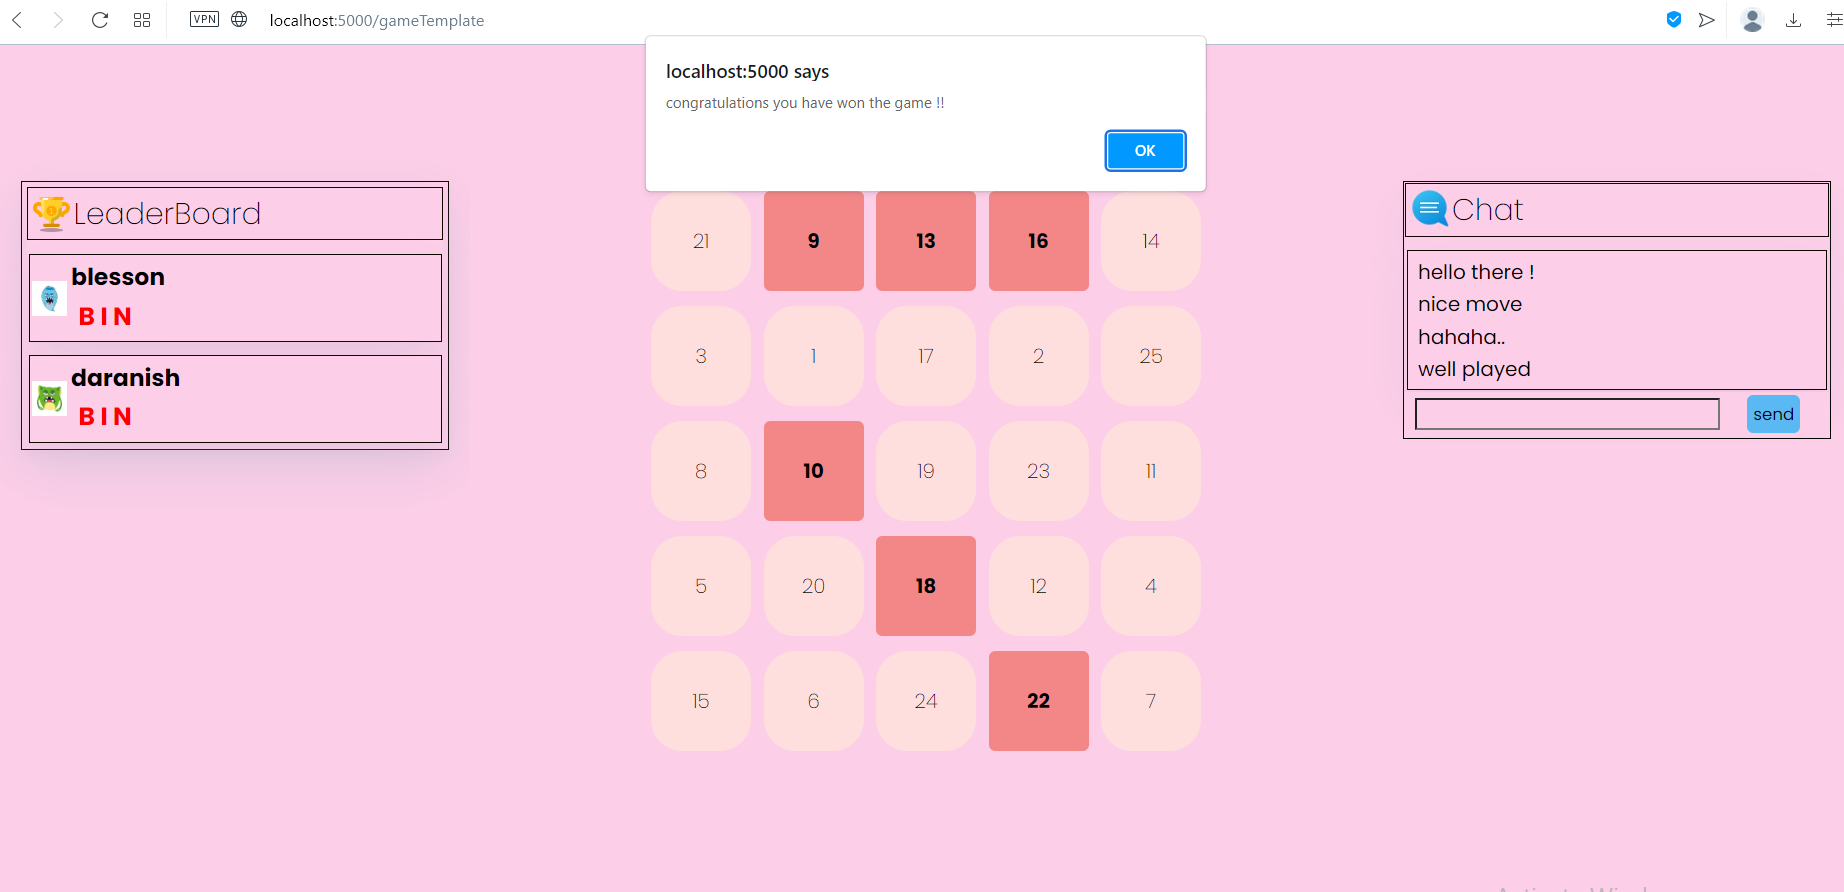 VPN
localhost:5000/gameTemplate
localhost:5000 says
congratulations you have won the game !!
OK
LeaderBoard
blesson
B I N
daranish
B I N
21 9 13 16 14
3 1 17 2 25
8 10 19 23 11
5 20 18 12 4
15 6 24 22 7
Chat
hello there !
nice move
hahaha..
well played
send